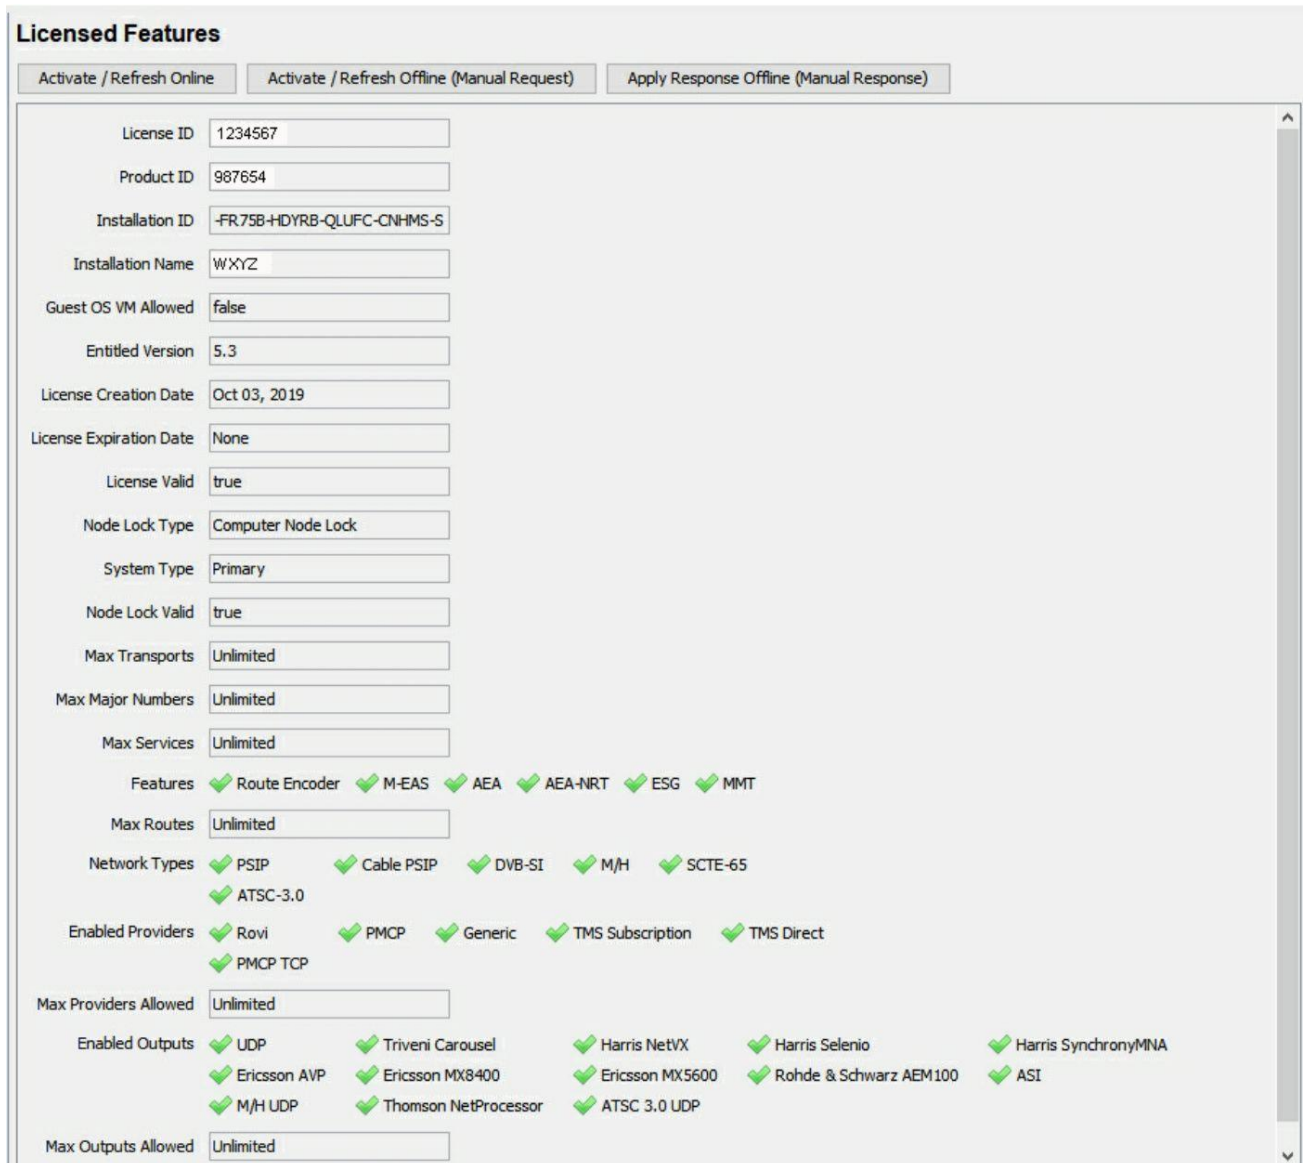 Licensed Features
Activate / Refresh Online Activate / Refresh Offline (Manual Request) Apply Response Offline (Manual Response)
License ID 1234567
Product ID 987654
Installation ID -FR75B-HDYRB-QLUFC-CNHMS-S
Installation Name WXYZ
Guest OS VM Allowed false
Entitled Version 5.3
License Creation Date Oct 03, 2019
License Expiration Date None
License Valid true
Node Lock Type Computer Node Lock
System Type Primary
Node Lock Valid true
Max Transports Unlimited
Max Major Numbers Unlimited
Max Services Unlimited
Features Route Encoder M-EAS AEA AEA-NRT ESG MMT
Max Routes Unlimited
Network Types PSIP Cable PSIP DVB-SI M/H SCTE-65
ATSC-3.0
Enabled Providers Rovi PMCP Generic TMS Subscription TMS Direct
PMCP TCP
Max Providers Allowed Unlimited
Enabled Outputs UDP Triveni Carousel Harris NetVX Harris Selenio Harris SynchronyMNA
Ericsson AVP Ericsson MX8400 Ericsson MX5600 Rohde & Schwarz AEM100 ASI
M/H UDP Thomson NetProcessor ATSC 3.0 UDP
Max Outputs Allowed Unlimited